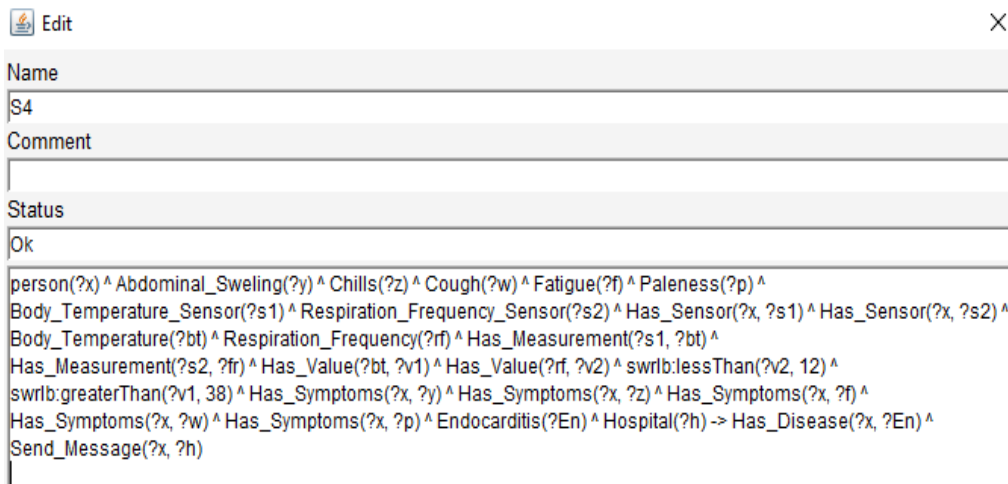 Edit
Name
S4
Comment
Status
Ok
person(?x) ^ Abdominal_Sweling(?y) ^ Chills(?z) ^ Cough(?w) ^ Fatigue(?f) ^ Paleness(?p) ^
Body_Temperature_Sensor(?s1) ^ Respiration_Frequency_Sensor(?s2) ^ Has_Sensor(?x, ?s1) ^ Has_Sensor(?x, ?s2) ^
Body_Temperature(?bt) ^ Respiration_Frequency(?rf) ^ Has_Measurement(?s1, ?bt) ^
Has_Measurement(?s2, ?fr) ^ Has_Value(?bt, ?v1) ^ Has_Value(?rf, ?v2) ^ swrlb:lessThan(?v2, 12) ^
swrlb:greaterThan(?v1, 38) ^ Has_Symptoms(?x, ?y) ^ Has_Symptoms(?x, ?z) ^ Has_Symptoms(?x, ?f) ^
Has_Symptoms(?x, ?w) ^ Has_Symptoms(?x, ?p) ^ Endocarditis(?En) ^ Hospital(?h) -> Has_Disease(?x, ?En) ^
Send_Message(?x, ?h)